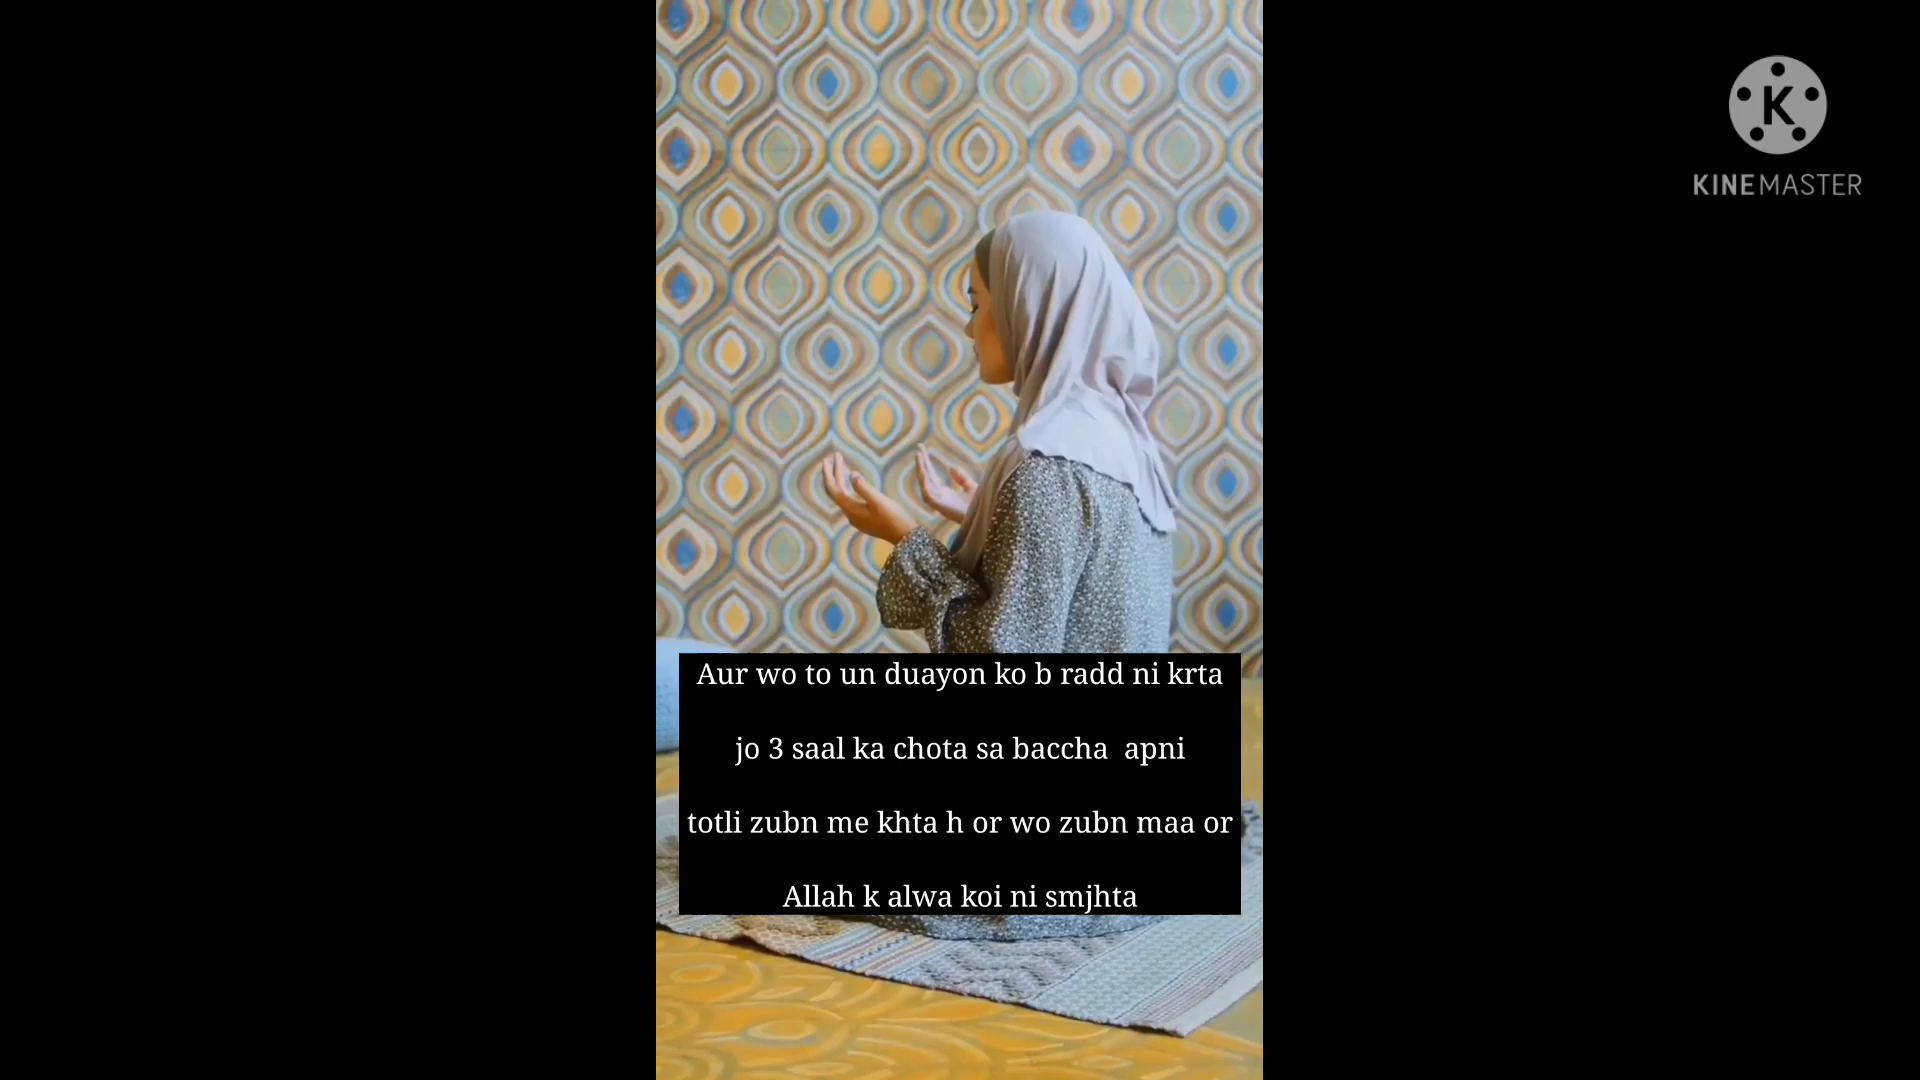 K
KINEMASTER
Aur wo to un duayon ko b radd ni krta
jo 3 saal ka chota sa baccha  apni
totli zubn me khta h or wo zubn maa or
Allah k alwa koi ni smjhta